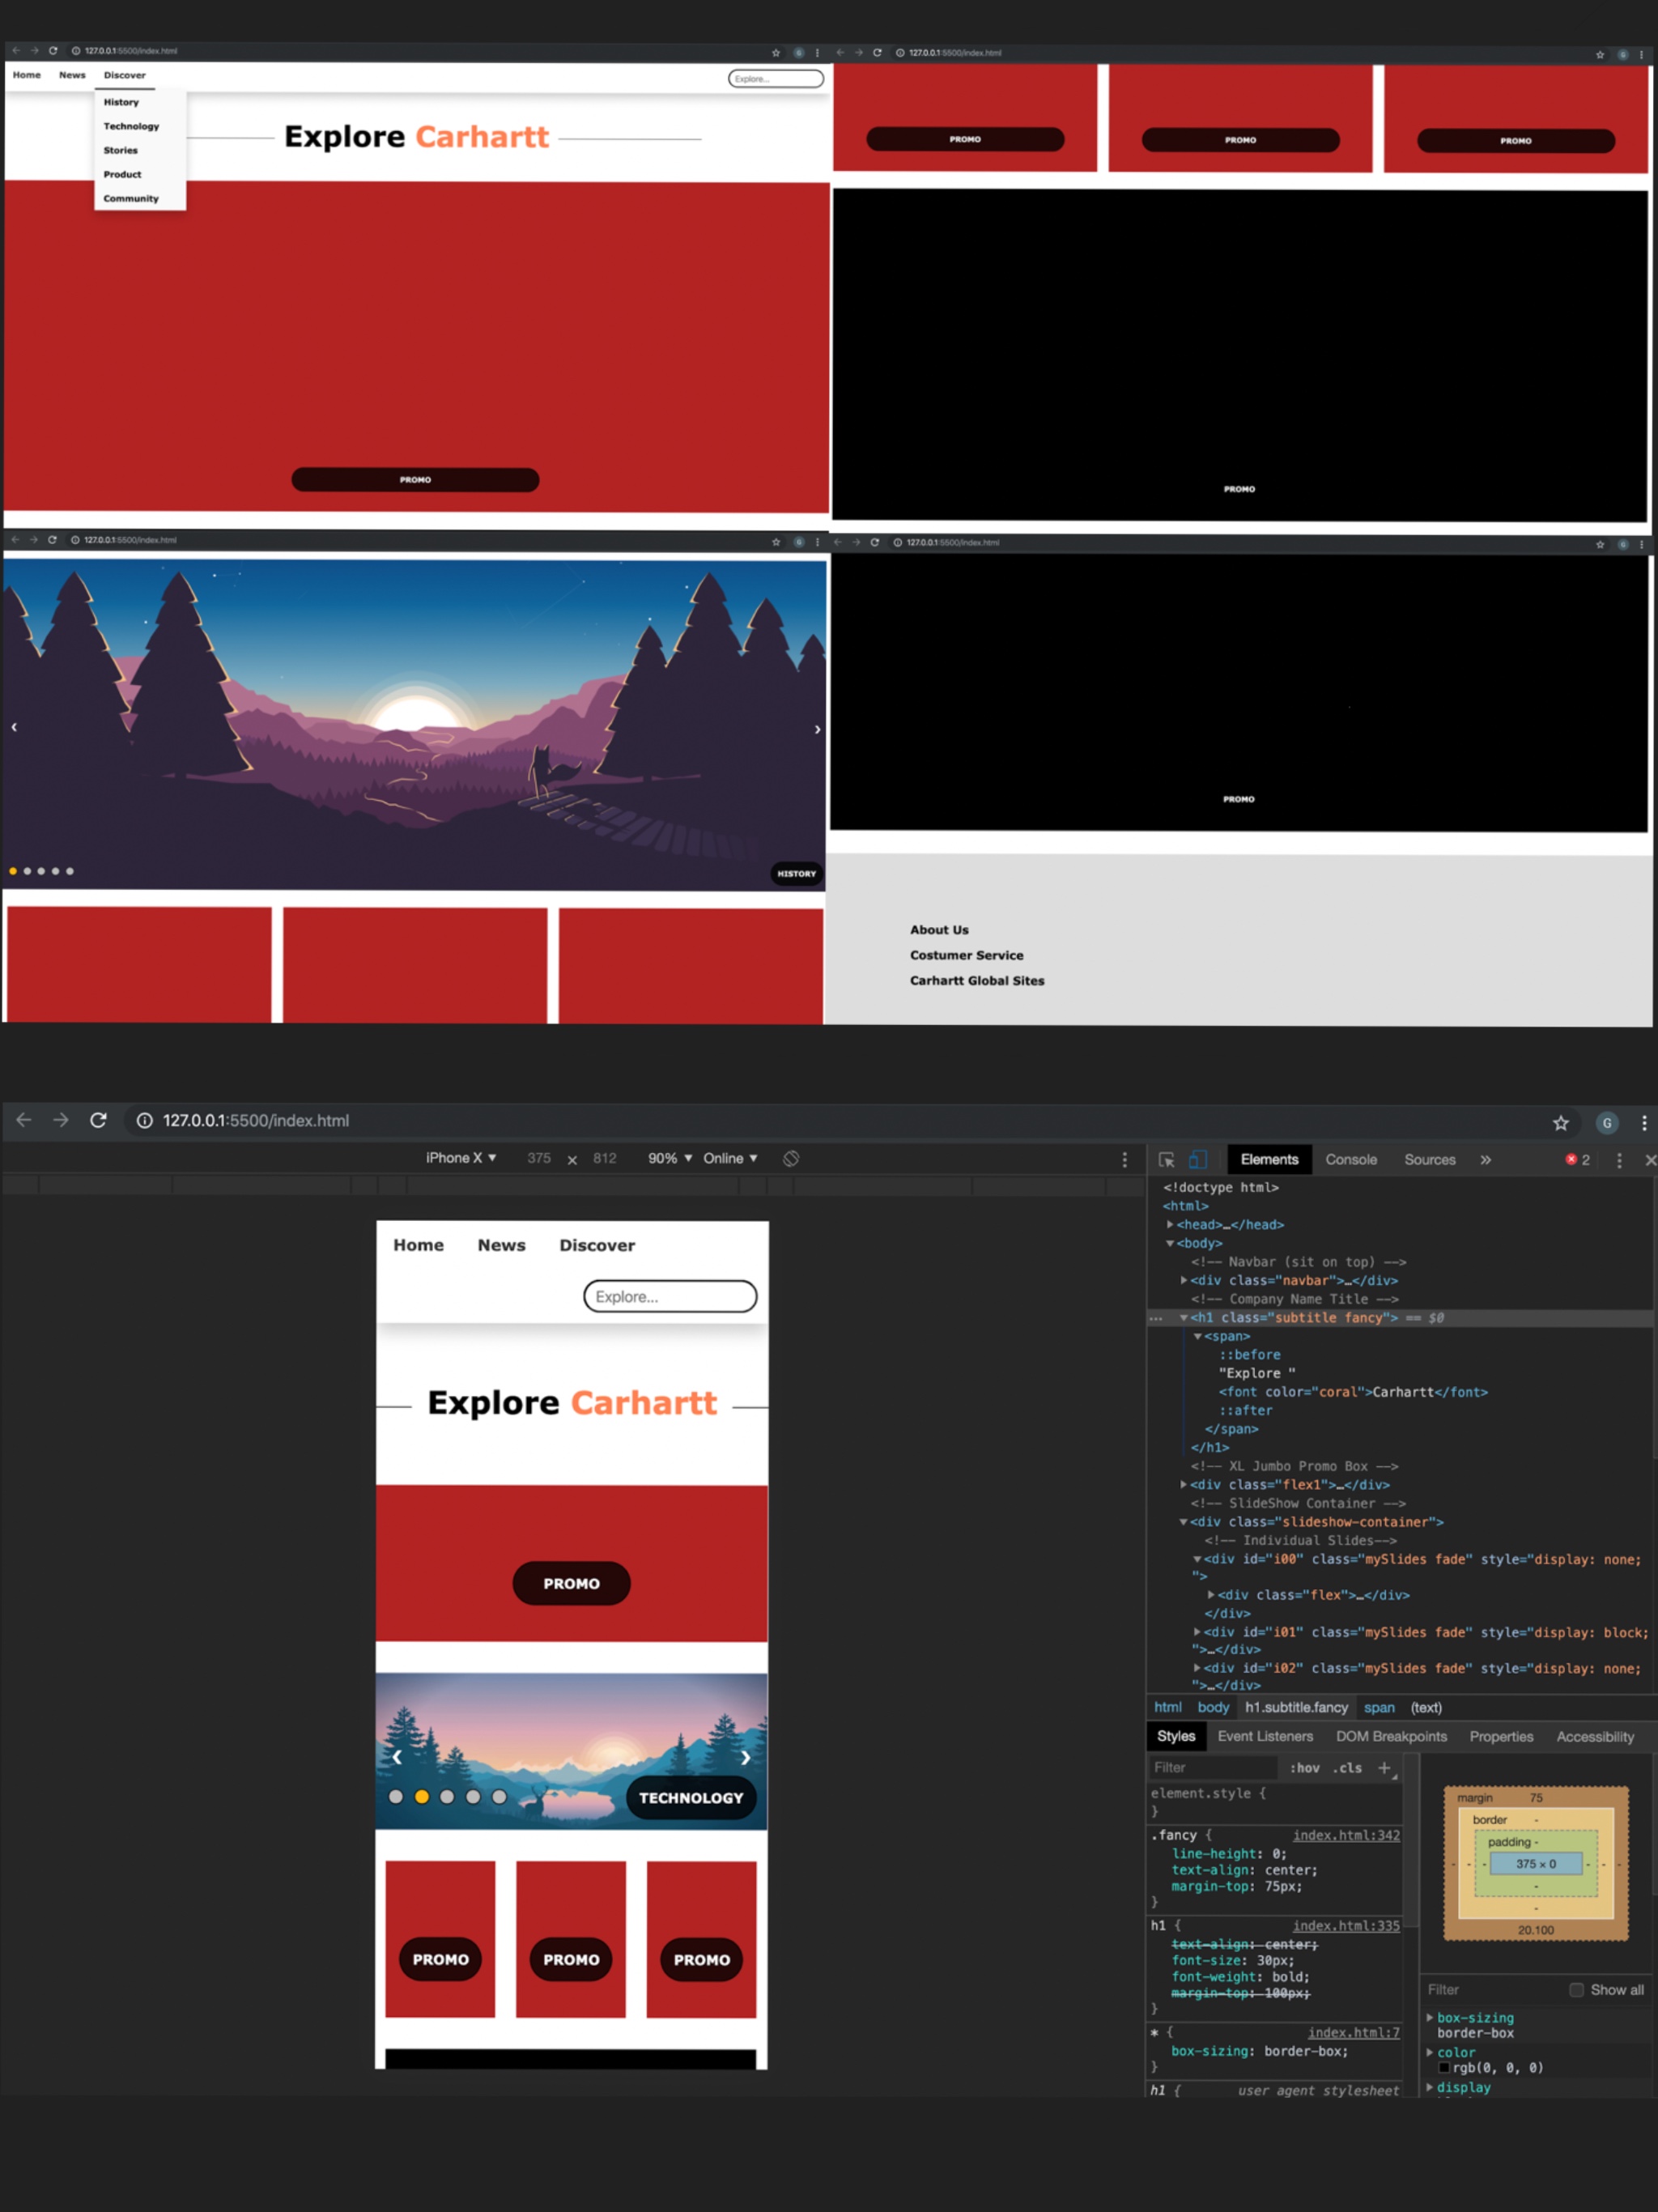 127.0.0.1:5500/index.html
Home News Discover
Explore...
History
Technology
Stories
Product
Community
Explore Carhartt
PROMO
127.0.0.1:5500/index.html
PROMO PROMO PROMO
PROMO
127.0.0.1:5500/index.html
‹ ›
HISTORY
127.0.0.1:5500/index.html
PROMO
About Us
Costumer Service
Carhartt Global Sites
127.0.0.1:5500/index.html
G
iPhone X ▼ 375 × 812 90% ▼ Online ▼
Home News Discover
Explore...
Explore Carhartt
PROMO
‹ ›
TECHNOLOGY
PROMO PROMO PROMO
Elements Console Sources » 2
<!doctype html>
<html>
▶<head>…</head>
▼<body>
<!-- Navbar (sit on top) -->
▶<div class="navbar">…</div>
<!-- Company Name Title -->
… ▼<h1 class="subtitle fancy"> == $0
▼<span>
::before
"Explore "
<font color="coral">Carhartt</font>
::after
</span>
</h1>
<!-- XL Jumbo Promo Box -->
▶<div class="flex1">…</div>
<!-- SlideShow Container -->
▼<div class="slideshow-container">
<!-- Individual Slides-->
▼<div id="i00" class="mySlides fade" style="display: none;
">
▶<div class="flex">…</div>
</div>
▶<div id="i01" class="mySlides fade" style="display: block;
">…</div>
▶<div id="i02" class="mySlides fade" style="display: none;
">…</div>
html body h1.subtitle.fancy span (text)
Styles Event Listeners DOM Breakpoints Properties Accessibility
Filter :hov .cls +
element.style {
}
.fancy { index.html:342
line-height: 0;
text-align: center;
margin-top: 75px;
}
h1 { index.html:335
text-align: center;
font-size: 30px;
font-weight: bold;
margin-top: 100px;
}
* { index.html:7
box-sizing: border-box;
}
h1 { user agent stylesheet
margin 75
border -
padding -
- - - 375 × 0 - - -
-
-
20.100
Filter Show all
▶box-sizing
border-box
▶color
rgb(0, 0, 0)
▶display